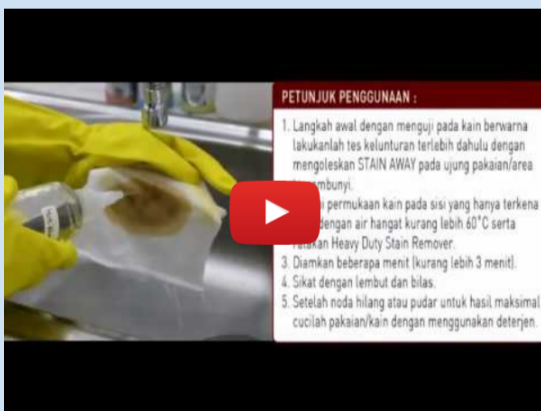 PETUNJUK PENGGUNAAN :
1. Langkah awal dengan menguji pada kain berwarna
lakukanlah tes kelunturan terlebih dahulu dengan
mengoleskan STAIN AWAY pada ujung pakaian/area
permukaan kain pada sisi yang hanya terkena
dengan air hangat kurang lebih 60°C serta
Heavy Duty Stain Remover.
3. Diamkan beberapa menit (kurang lebih 3 menit).
4. Sikat dengan lembut dan bilas.
5. Setelah noda hilang atau pudar untuk hasil maksimal
cucilah pakaian/kain dengan menggunakan deterjen.